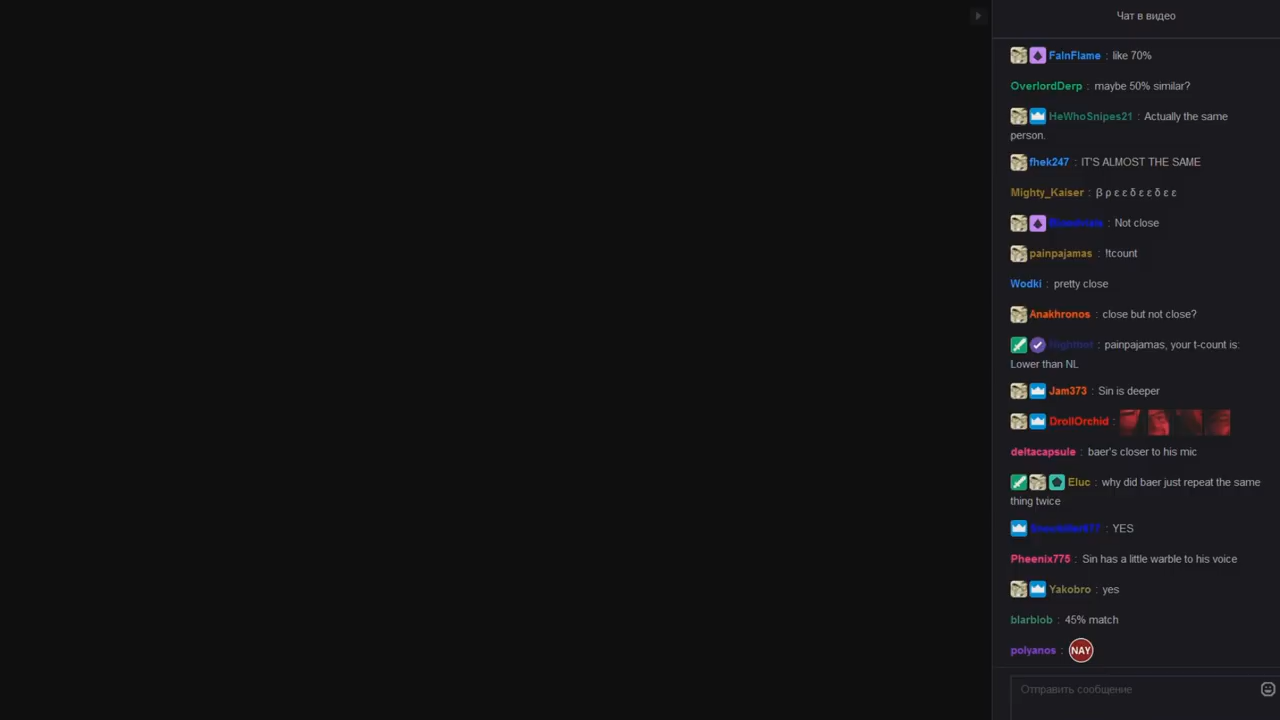 Чат в видео
FalnFlame : like 70%
OverlordDerp : maybe 50% similar?
HeWhoSnipes21 : Actually the same
person.
fhek247 : IT'S ALMOST THE SAME
Mighty_Kaiser : β ρ ε ε δ ε ε δ ε ε
: Not close
painpajamas : !tcount
Wodki : pretty close
Anakhronos : close but not close?
Nightbot : painpajamas, your t-count is:
Lower than NL
Jam373 : Sin is deeper
DrollOrchid :
deltacapsule : baer's closer to his mic
Eluc : why did baer just repeat the same
thing twice
: YES
Pheenix775 : Sin has a little warble to his voice
Yakobro : yes
blarblob : 45% match
polyanos : NAY
Отправить сообщение